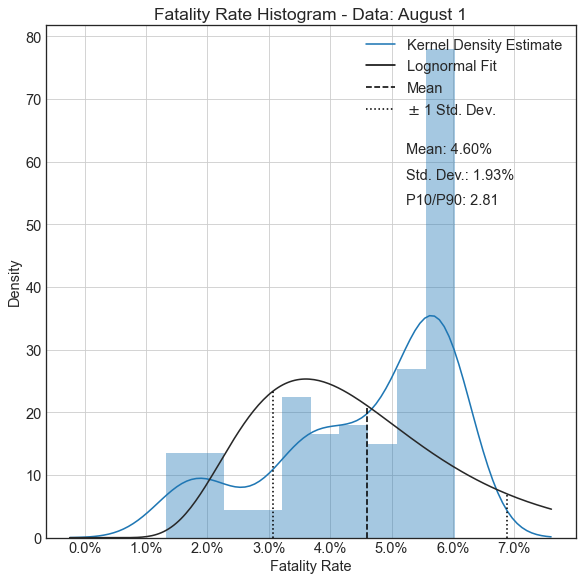 Fatality Rate Histogram - Data: August 1
Kernel Density Estimate
Lognormal Fit
Mean
± 1 Std. Dev.
Mean: 4.60%
Std. Dev.: 1.93%
P10/P90: 2.81
Density
80
70
60
50
40
30
20
10
0
0.0% 1.0% 2.0% 3.0% 4.0% 5.0% 6.0% 7.0%
Fatality Rate